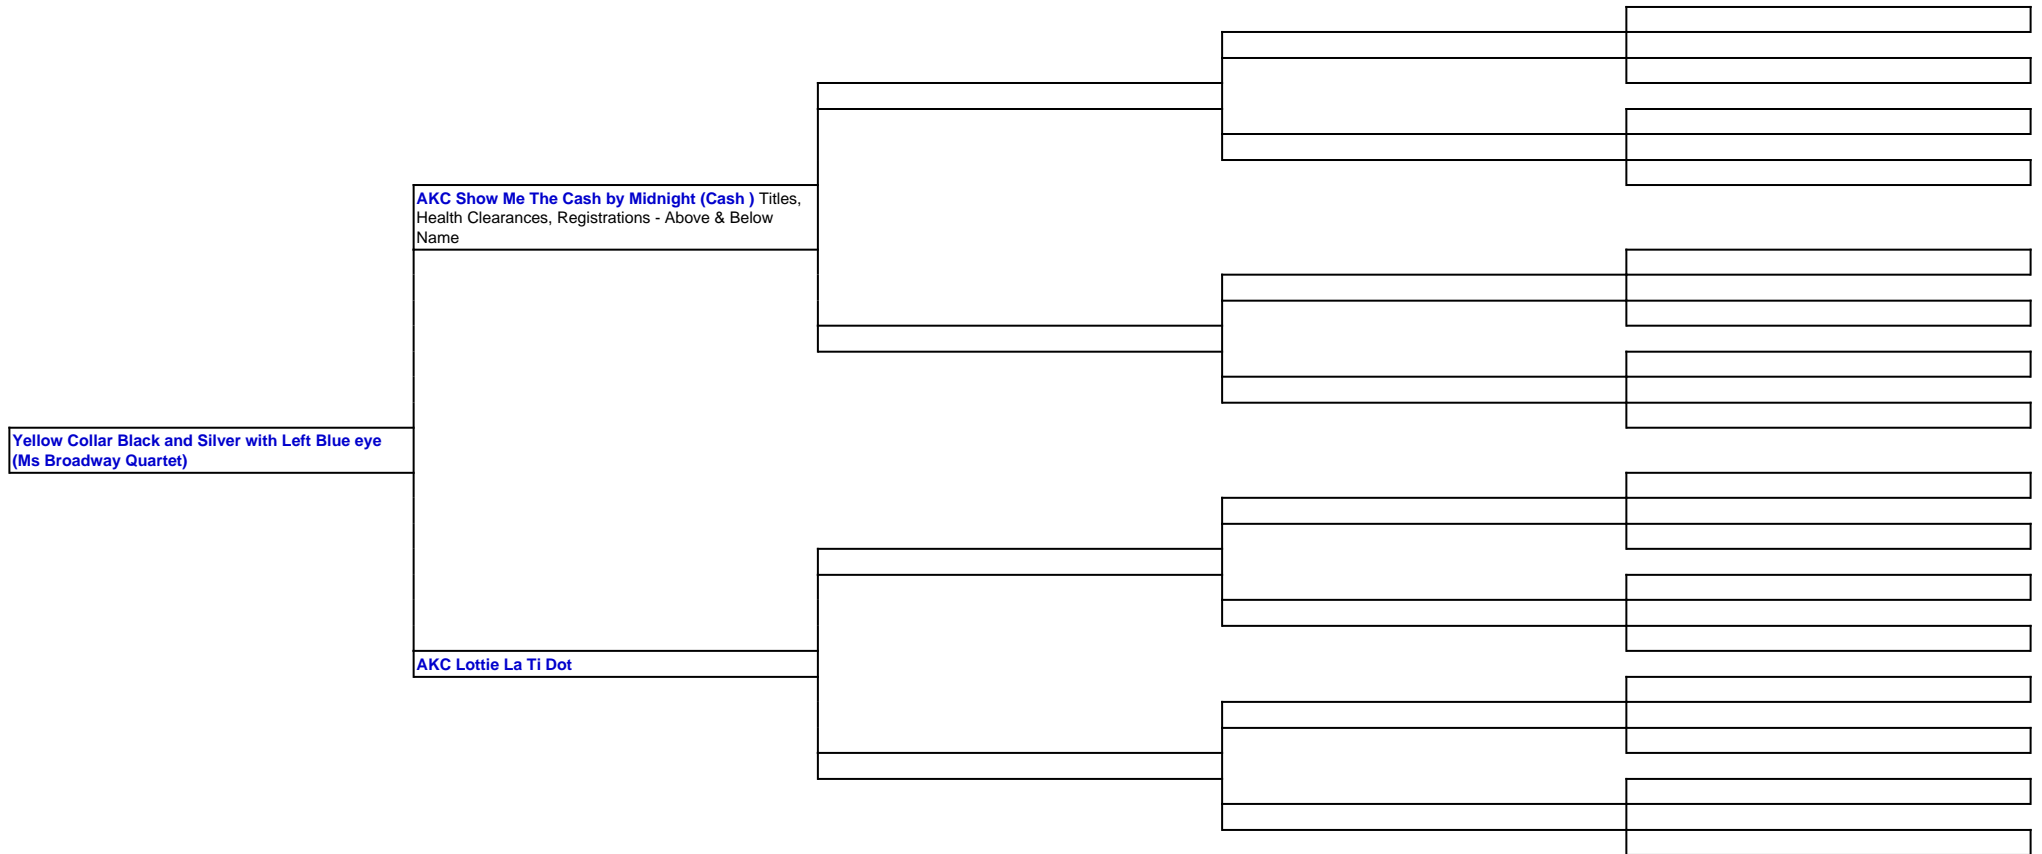 AKC Show Me The Cash by Midnight (Cash ) Titles,
Health Clearances, Registrations - Above & Below
Name
Yellow Collar Black and Silver with Left Blue eye
(Ms Broadway Quartet)
AKC Lottie La Ti Dot